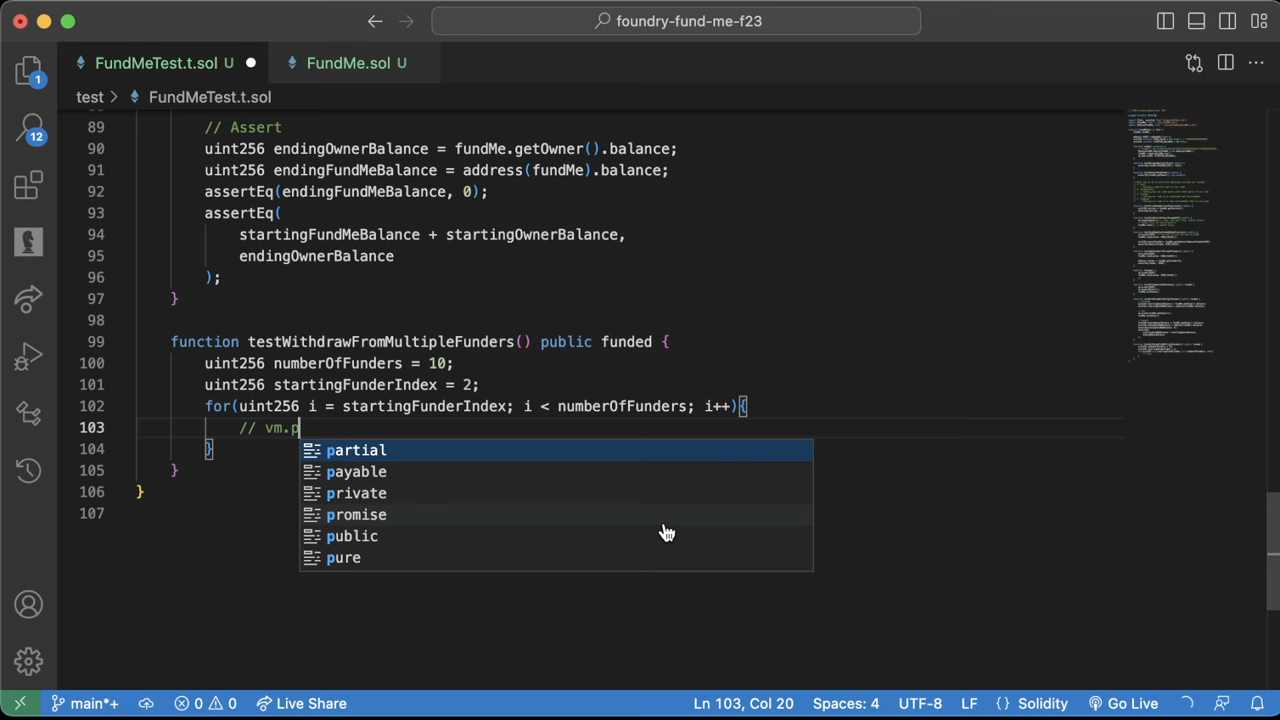 foundry-fund-me-f23
FundMeTest.t.sol U
FundMe.sol U
test > FundMeTest.t.sol
1
12
89 // Assert
90 uint256 endingOwnerBalance = fundMe.getOwner().balance;
91 uint256 endingFundMeBalance = address(fundMe).balance;
92 assertEq(endingFundMeBalance, 0);
93 assertEq(
94 startingFundMeBalance + startingOwnerBalance,
95 endingOwnerBalance
96 );
97 }
98
99 function testWithdrawFromMultipleFunders() public funded {
100 uint256 numberOfFunders = 10;
101 uint256 startingFunderIndex = 2;
102 for(uint256 i = startingFunderIndex; i < numberOfFunders; i++){
103 // vm.p
104 }
105 }
106 }
107
partial
payable
private
promise
public
pure
main*+
0 0
Live Share
Ln 103, Col 20
Spaces: 4
UTF-8
LF
{} Solidity
Go Live